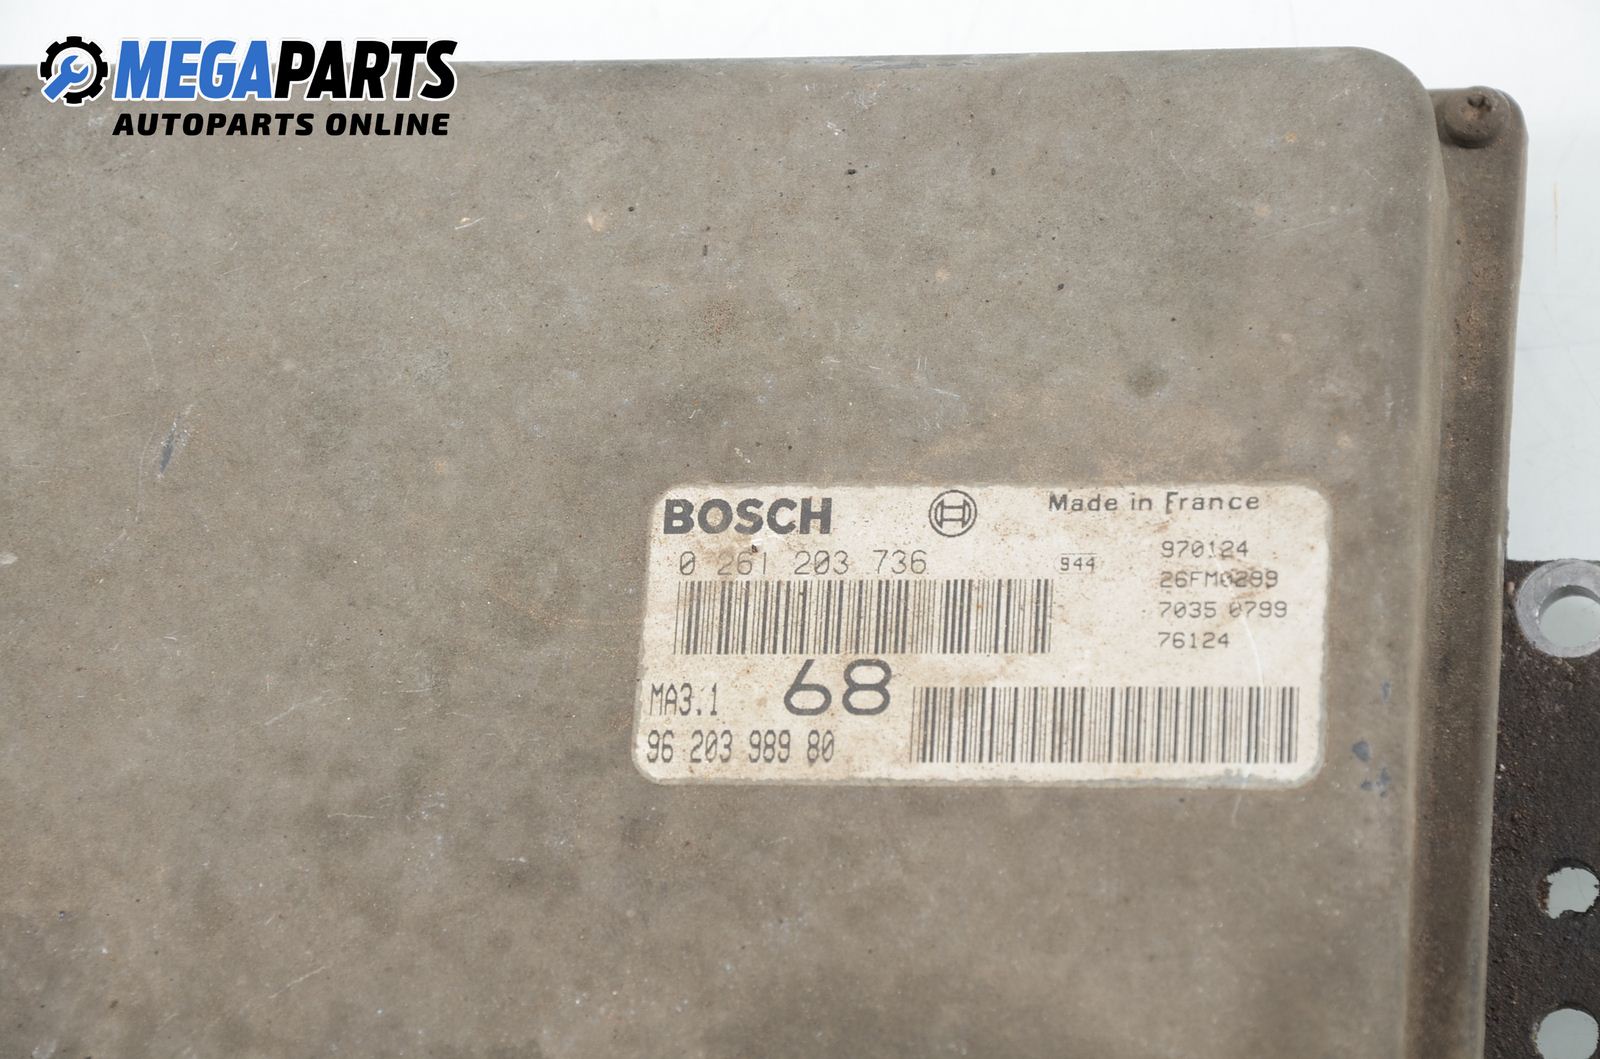 MEGAPARTS
AUTOPARTS ONLINE
BOSCH
Made in France
0 261 203 736
944
970124
26FM0299
7035 0799
76124
MA3.1
68
96 203 989 80